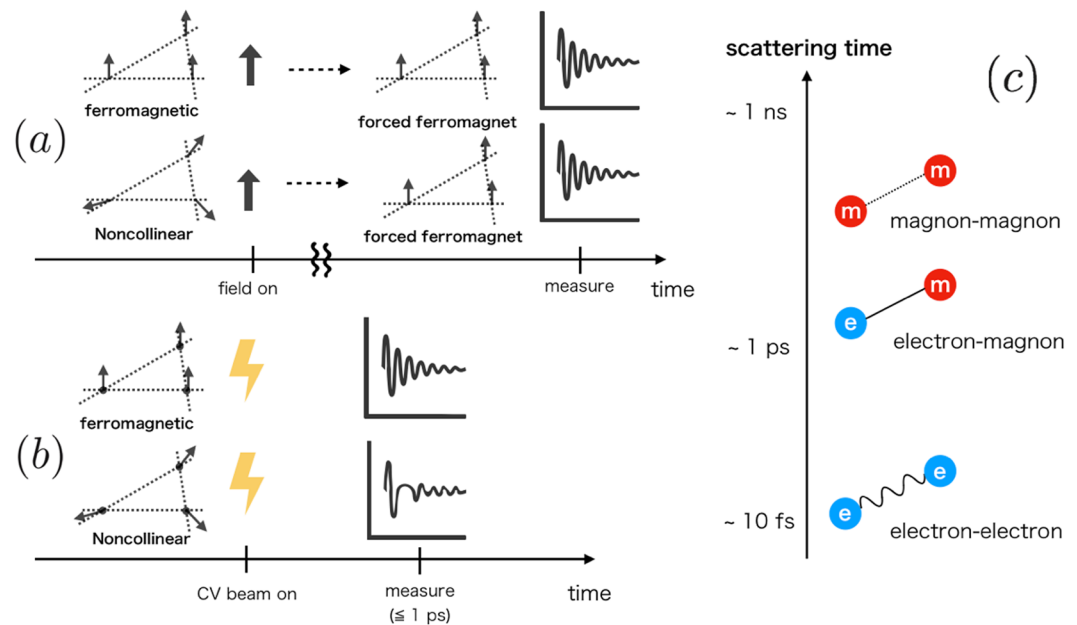 (a)
ferromagnetic
forced ferromagnet
Noncollinear
forced ferromagnet
field on
measure
time
(b)
ferromagnetic
Noncollinear
CV beam on
measure
(≦ 1 ps)
time
scattering time
(c)
~ 1 ns
m
m
magnon-magnon
m
e
electron-magnon
~ 1 ps
e
e
~ 10 fs
electron-electron